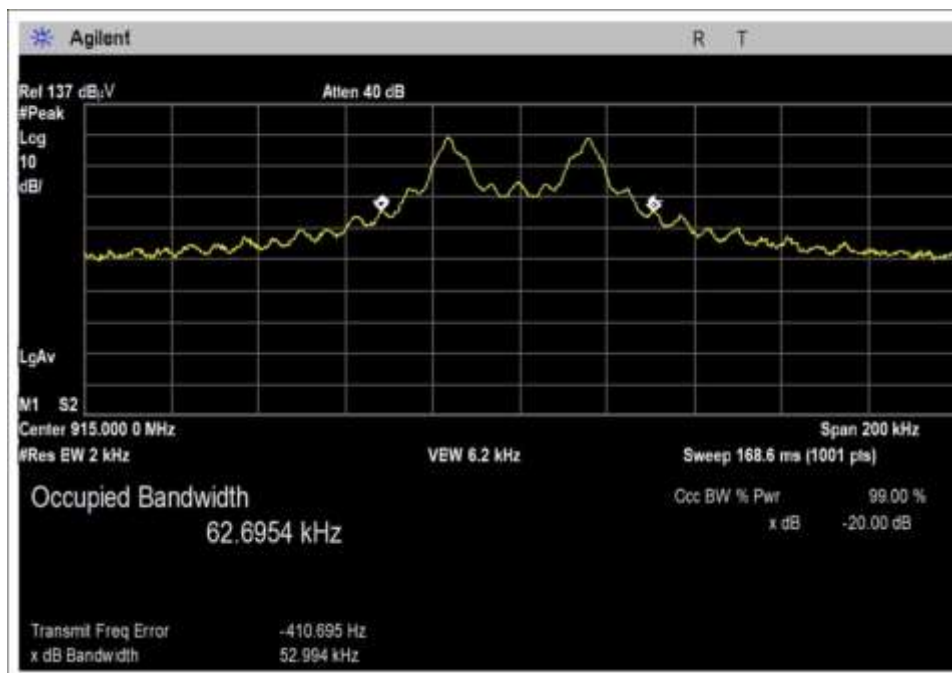 Agilent R T
Ref 137 dBµV Atten 40 dB
#Peak
Log
10
dB/
LgAv
M1 S2
Center 915.000 0 MHz Span 200 kHz
#Res BW 2 kHz VBW 6.2 kHz Sweep 168.6 ms (1001 pts)
Occupied Bandwidth Occ BW % Pwr 99.00 %
62.6954 kHz x dB -20.00 dB
Transmit Freq Error -410.695 Hz
x dB Bandwidth 52.994 kHz